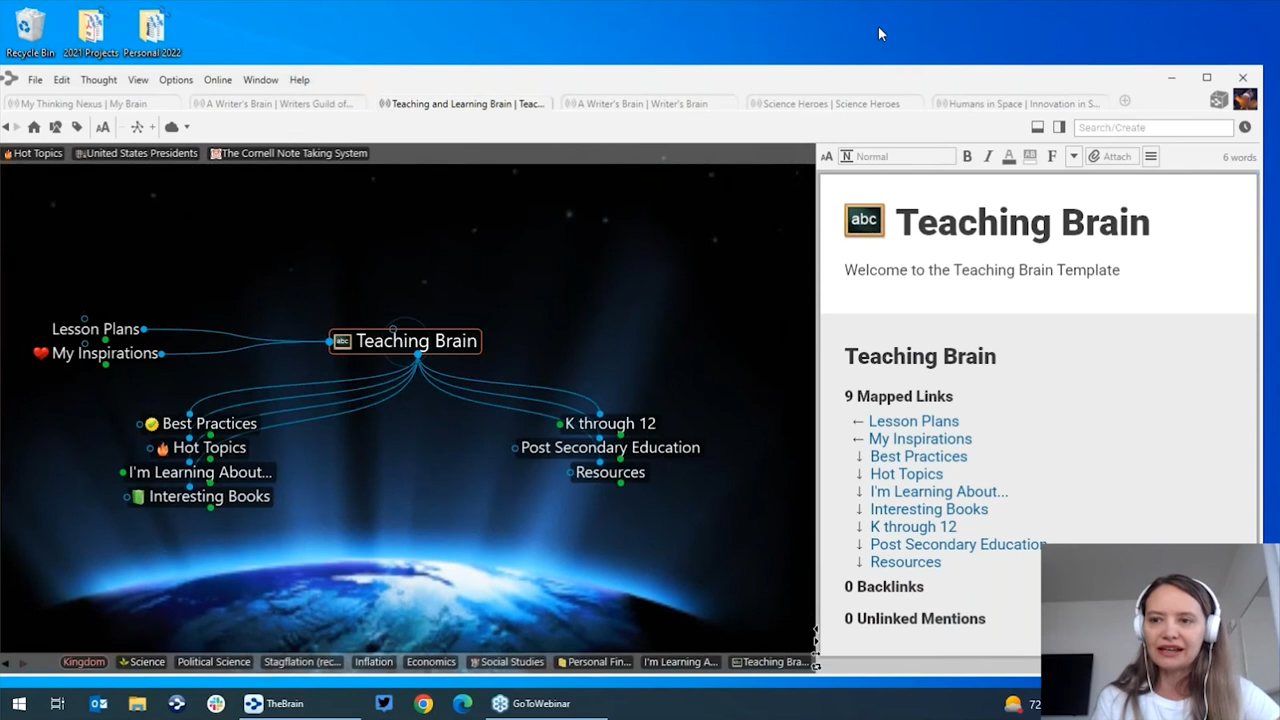 Recycle Bin
2021 Projects
Personal 2022
File Edit Thought View Options Online Window Help
My Thinking Nexus | My Brain
A Writer's Brain | Writers Guild of...
Teaching and Learning Brain | Teac...
A Writer's Brain | Writer's Brain
Science Heroes | Science Heroes
Humans in Space | Innovation in S...
AA
Search/Create
Hot Topics
United States Presidents
The Cornell Note Taking System
AA N Normal B I A AB F Attach
6 words
abc Teaching Brain
Welcome to the Teaching Brain Template
Lesson Plans
My Inspirations
abc Teaching Brain
Best Practices
Hot Topics
I'm Learning About...
Interesting Books
K through 12
Post Secondary Education
Resources
Teaching Brain
9 Mapped Links
← Lesson Plans
← My Inspirations
↓ Best Practices
↓ Hot Topics
↓ I'm Learning About...
↓ Interesting Books
↓ K through 12
↓ Post Secondary Education
↓ Resources
0 Backlinks
0 Unlinked Mentions
Kingdom
Science
Political Science
Stagflation (rec...
Inflation
Economics
Social Studies
Personal Fin...
I'm Learning A...
Teaching Bra...
TheBrain
GoToWebinar
72